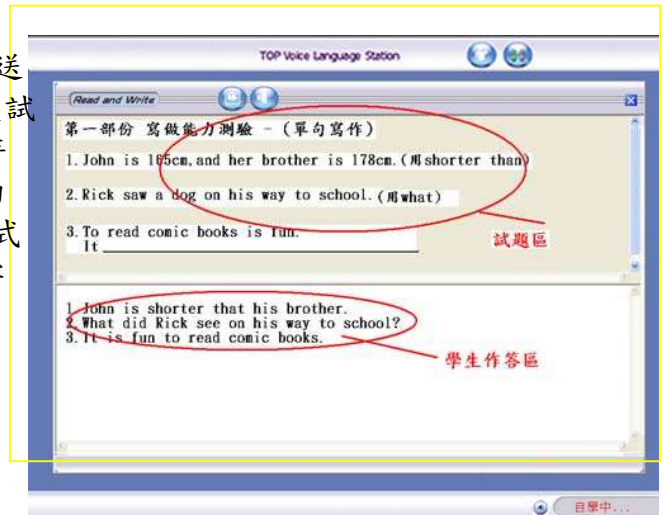 TOP Voice Language Station
送
試
Read and Write
第一部份 寫做能力測驗 - (單句寫作)
1. John is 165cm, and her brother is 178cm. (用shorter than)
2. Rick saw a dog on his way to school. (用what)
3. To read comic books is fun.
It
試題區
式
1. John is shorter that his brother.
2. What did Rick see on his way to school?
3. It is fun to read comic books.
學生作答區
自學中...